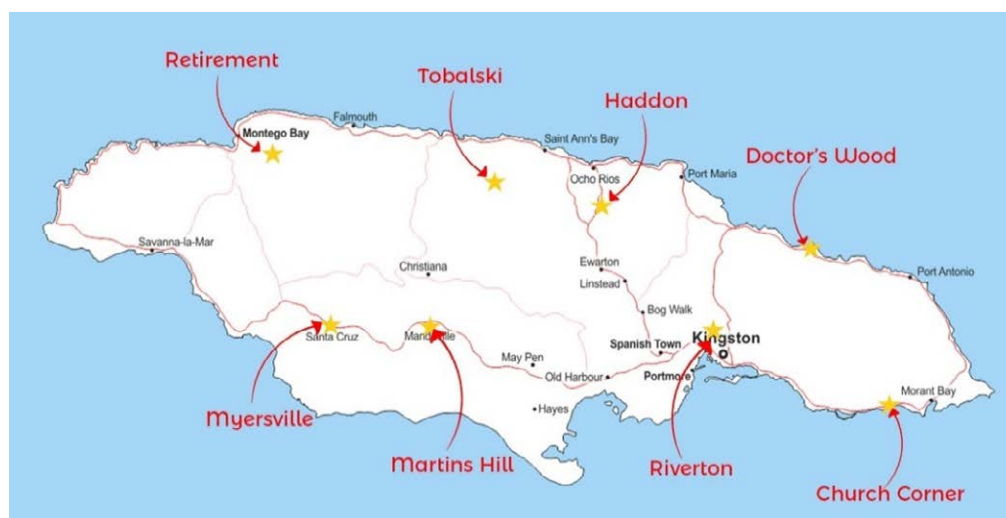 Retirement
Tobalski
Haddon
Falmouth
Montego Bay
Saint Ann's Bay
Doctor's Wood
Ocho Rios
Port Maria
Savanna-la-Mar
Christiana
Ewarton
Port Antonio
Linstead
Bog Walk
Santa Cruz
Spanish Town
Kingston
May Pen
Old Harbour
Portmore
Morant Bay
Hayes
Myersville
Martins Hill
Riverton
Church Corner